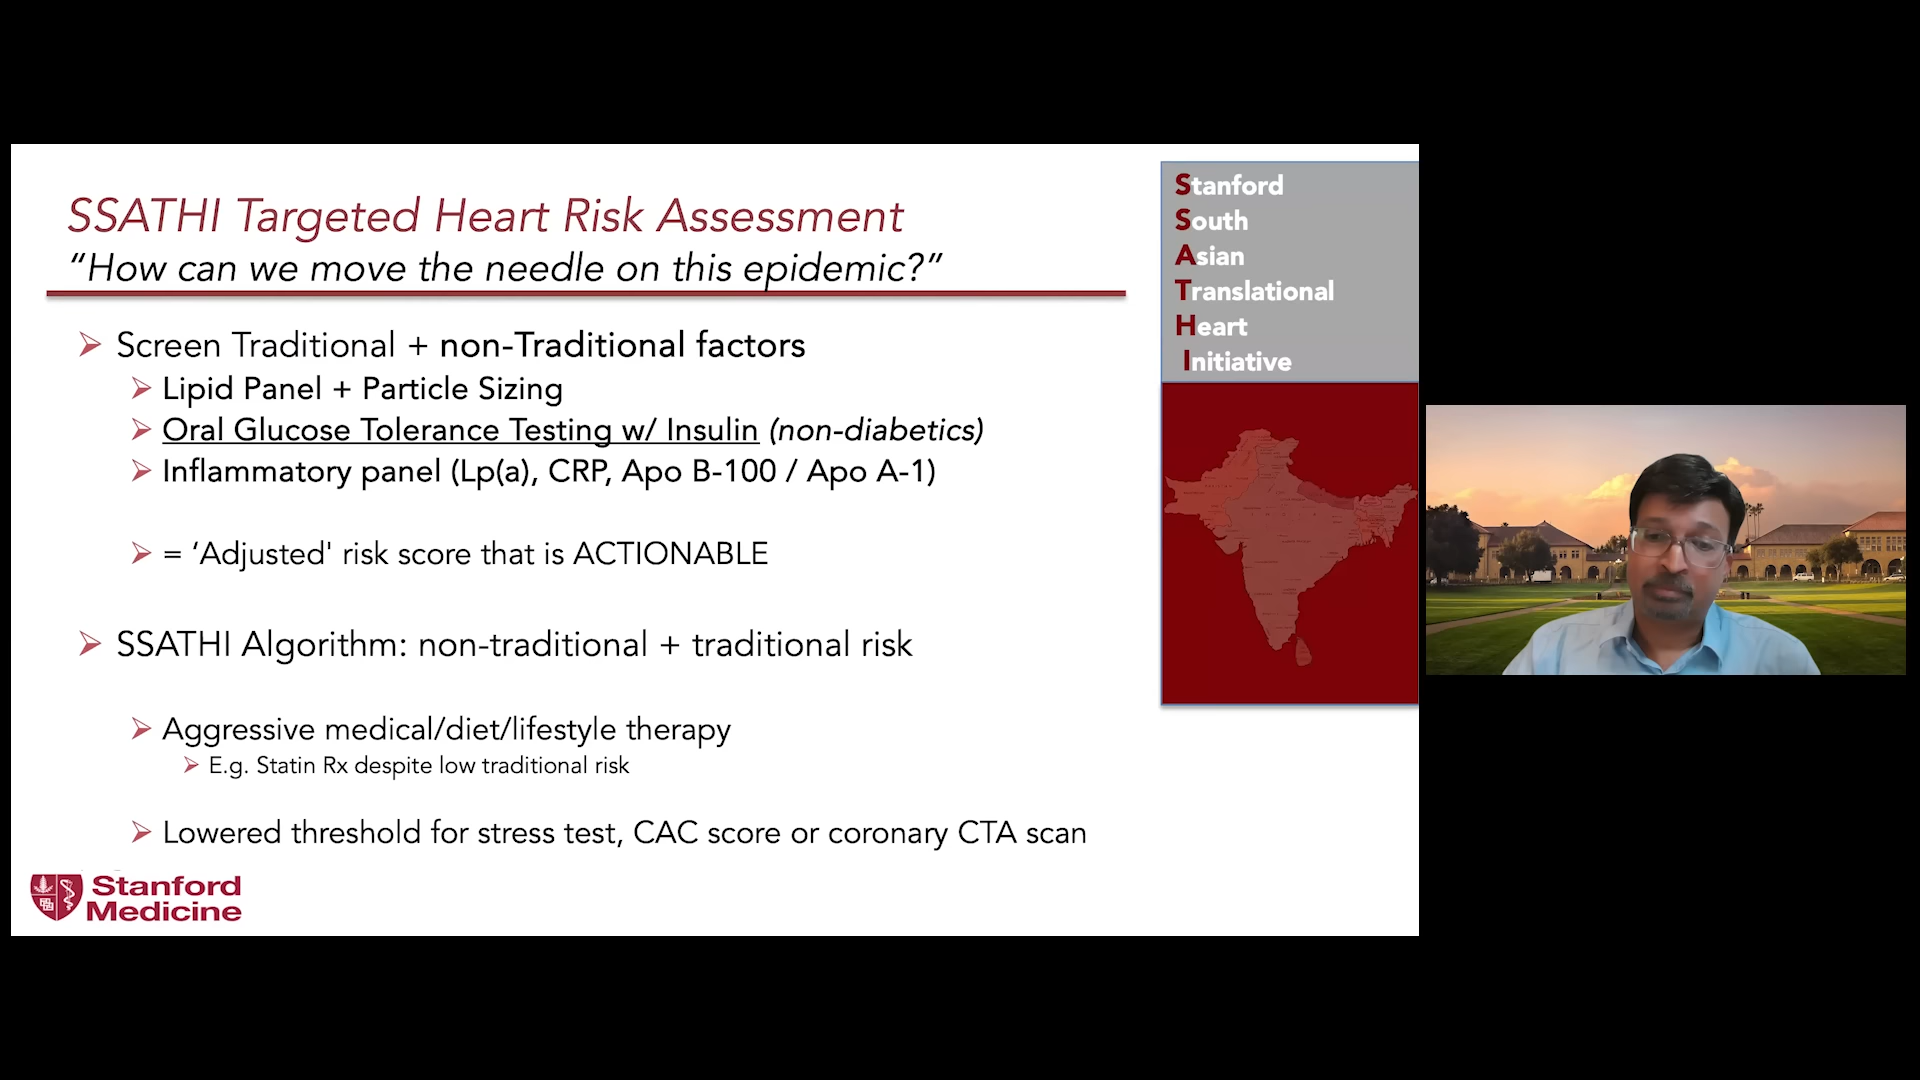 SSATHI Targeted Heart Risk Assessment
“How can we move the needle on this epidemic?”
➢ Screen Traditional + non-Traditional factors
➢ Lipid Panel + Particle Sizing
➢ Oral Glucose Tolerance Testing w/ Insulin (non-diabetics)
➢ Inflammatory panel (Lp(a), CRP, Apo B-100 / Apo A-1)
➢ = ‘Adjusted' risk score that is ACTIONABLE
➢ SSATHI Algorithm: non-traditional + traditional risk
➢ Aggressive medical/diet/lifestyle therapy
➢ E.g. Statin Rx despite low traditional risk
➢ Lowered threshold for stress test, CAC score or coronary CTA scan
Stanford
Medicine
Stanford
South
Asian
Translational
Heart
Initiative